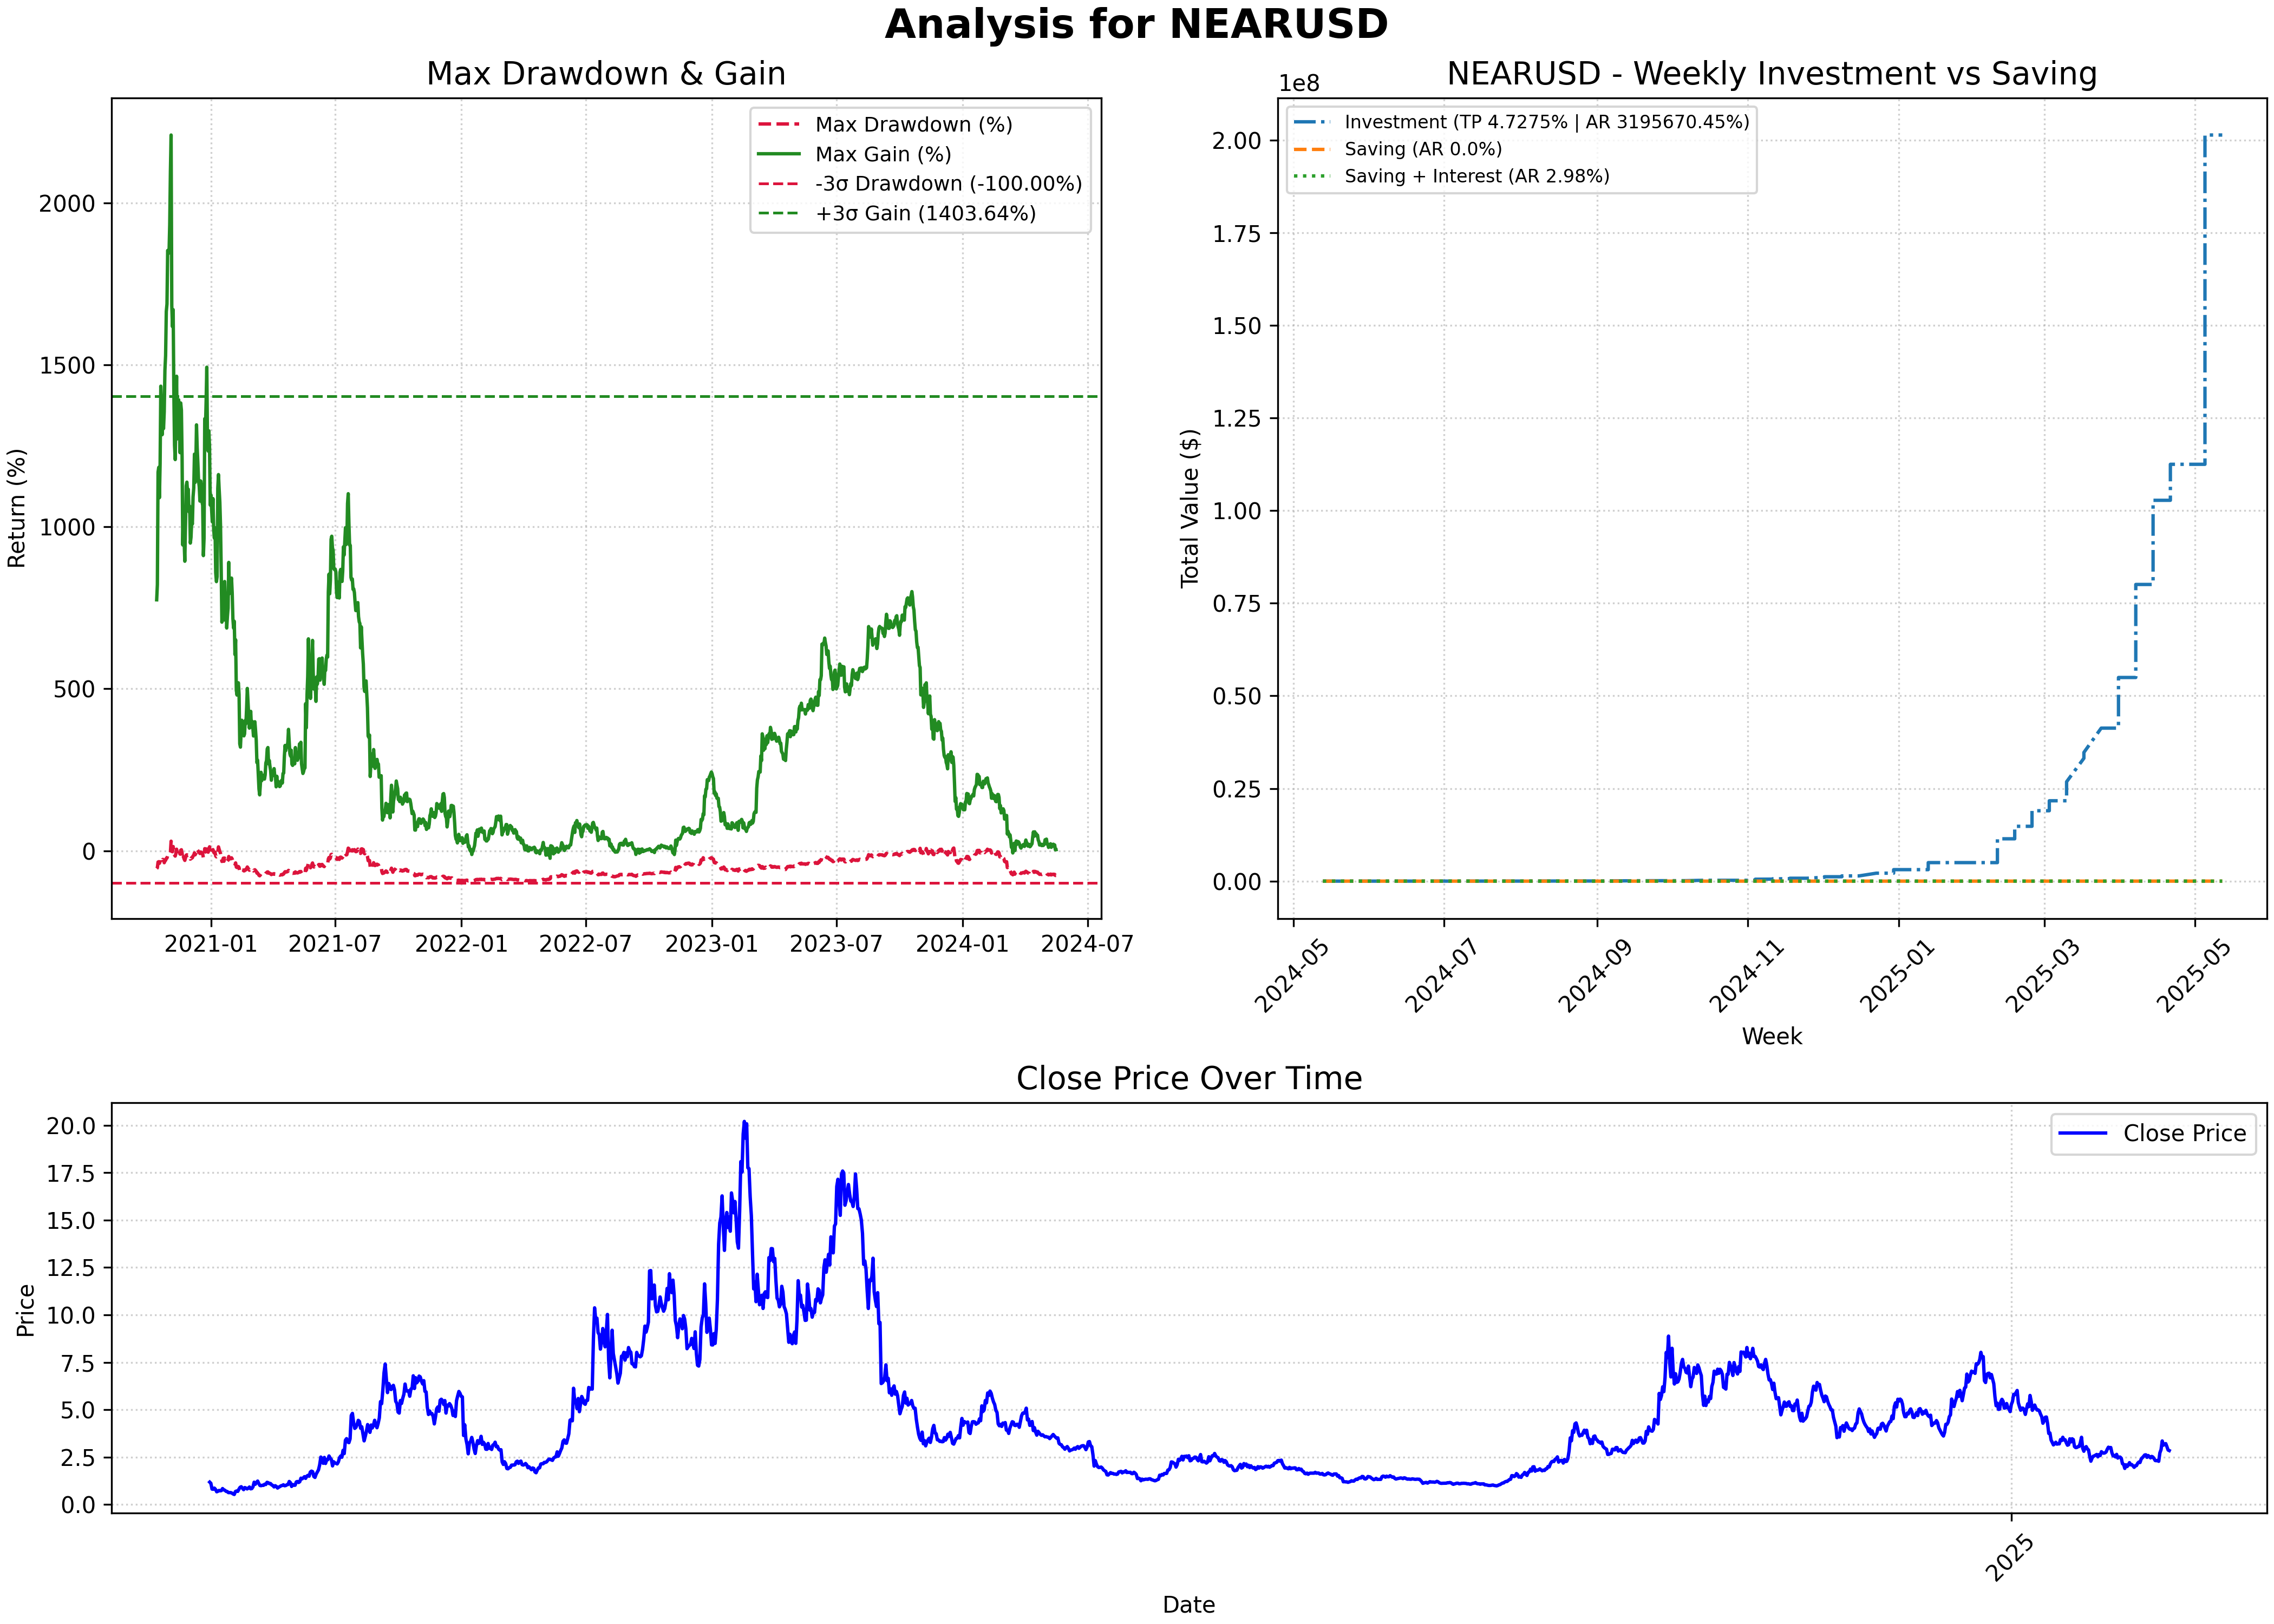 Analysis for NEARUSD
Max Drawdown & Gain
Return (%)
2000
1500
1000
500
0
2021-01 2021-07 2022-01 2022-07 2023-01 2023-07 2024-01 2024-07
Max Drawdown (%)
Max Gain (%)
-3σ Drawdown (-100.00%)
+3σ Gain (1403.64%)
NEARUSD - Weekly Investment vs Saving
1e8
Total Value ($)
2.00
1.75
1.50
1.25
1.00
0.75
0.50
0.25
0.00
2024-05 2024-07 2024-09 2024-11 2025-01 2025-03 2025-05
Week
Investment (TP 4.7275% | AR 3195670.45%)
Saving (AR 0.0%)
Saving + Interest (AR 2.98%)
Close Price Over Time
Price
20.0
17.5
15.0
12.5
10.0
7.5
5.0
2.5
0.0
Close Price
2025
Date